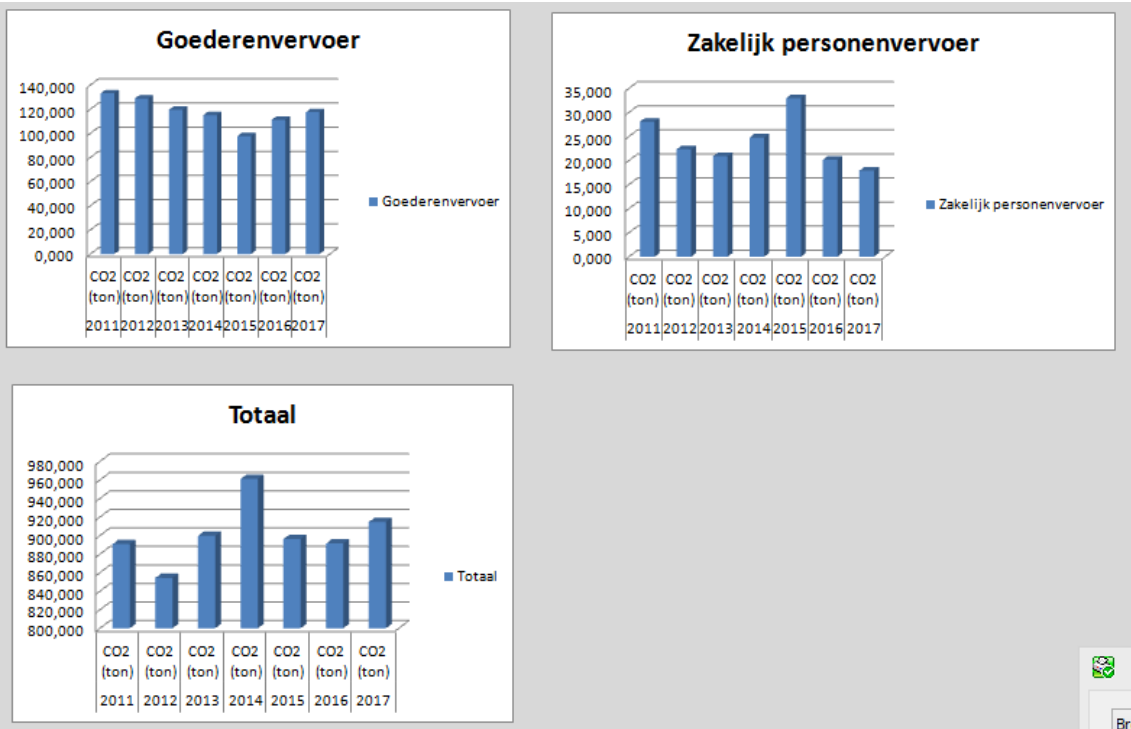 Goederenvervoer
140,000
120,000
100,000
80,000
60,000
40,000
20,000
0,000
CO2 CO2 CO2 CO2 CO2 CO2 CO2
(ton) (ton) (ton) (ton) (ton) (ton) (ton)
2011 2012 2013 2014 2015 2016 2017
Goederenvervoer
Zakelijk personenvervoer
35,000
30,000
25,000
20,000
15,000
10,000
5,000
0,000
CO2 CO2 CO2 CO2 CO2 CO2 CO2
(ton) (ton) (ton) (ton) (ton) (ton) (ton)
2011 2012 2013 2014 2015 2016 2017
Zakelijk personenvervoer
Totaal
980,000
960,000
940,000
920,000
900,000
880,000
860,000
840,000
820,000
800,000
CO2 CO2 CO2 CO2 CO2 CO2 CO2
(ton) (ton) (ton) (ton) (ton) (ton) (ton)
2011 2012 2013 2014 2015 2016 2017
Totaal